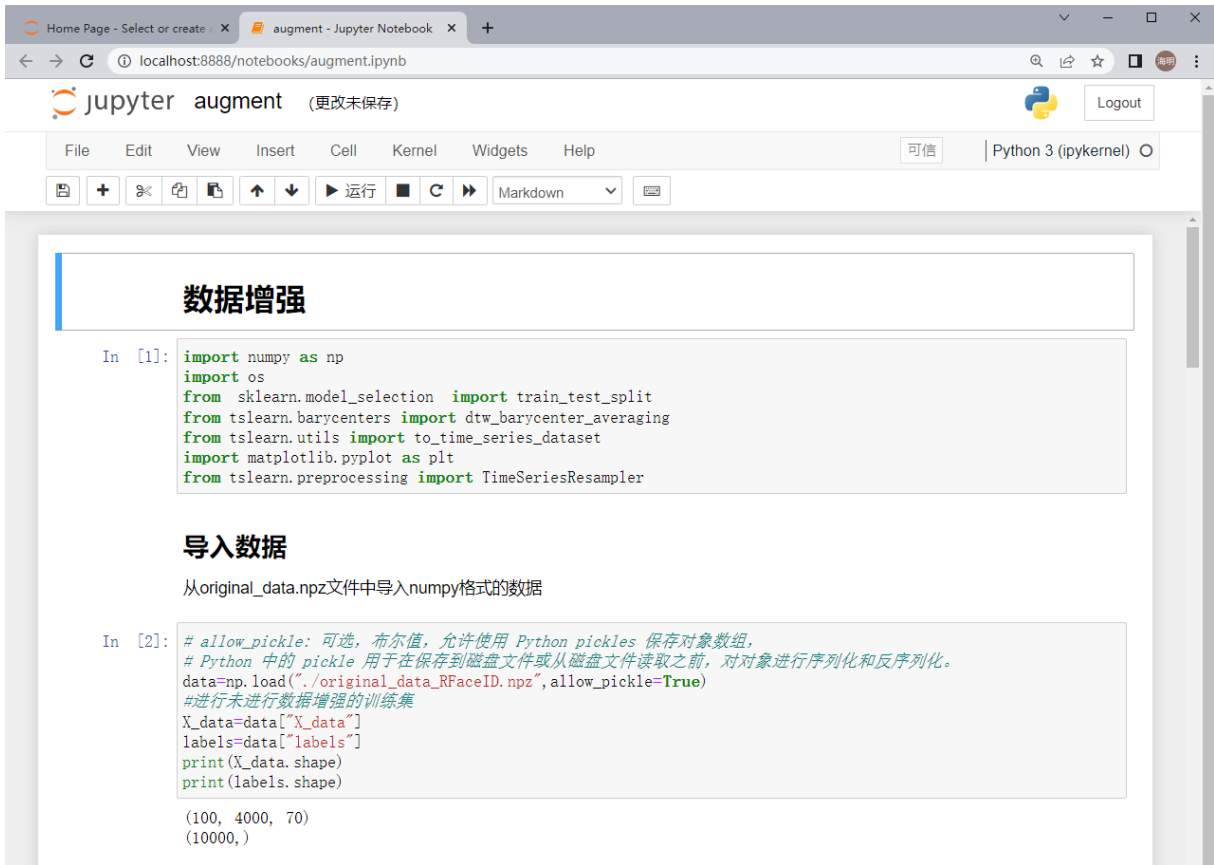 Home Page - Select or create a
augment - Jupyter Notebook
localhost:8888/notebooks/augment.ipynb
海明
jupyter augment (更改未保存)
Logout
File Edit View Insert Cell Kernel Widgets Help 可信 Python 3 (ipykernel)
运行 Markdown
数据增强
In [1]:
import numpy as np
import os
from  sklearn.model_selection  import train_test_split
from tslearn.barycenters import dtw_barycenter_averaging
from tslearn.utils import to_time_series_dataset
import matplotlib.pyplot as plt
from tslearn.preprocessing import TimeSeriesResampler
导入数据
从original_data.npz文件中导入numpy格式的数据
In [2]:
# allow_pickle: 可选，布尔值，允许使用 Python pickles 保存对象数组，
# Python 中的 pickle 用于在保存到磁盘文件或从磁盘文件读取之前，对对象进行序列化和反序列化。
data=np.load("./original_data_RFaceID.npz",allow_pickle=True)
#进行未进行数据增强的训练集
X_data=data["X_data"]
labels=data["labels"]
print(X_data.shape)
print(labels.shape)
(100, 4000, 70)
(10000,)